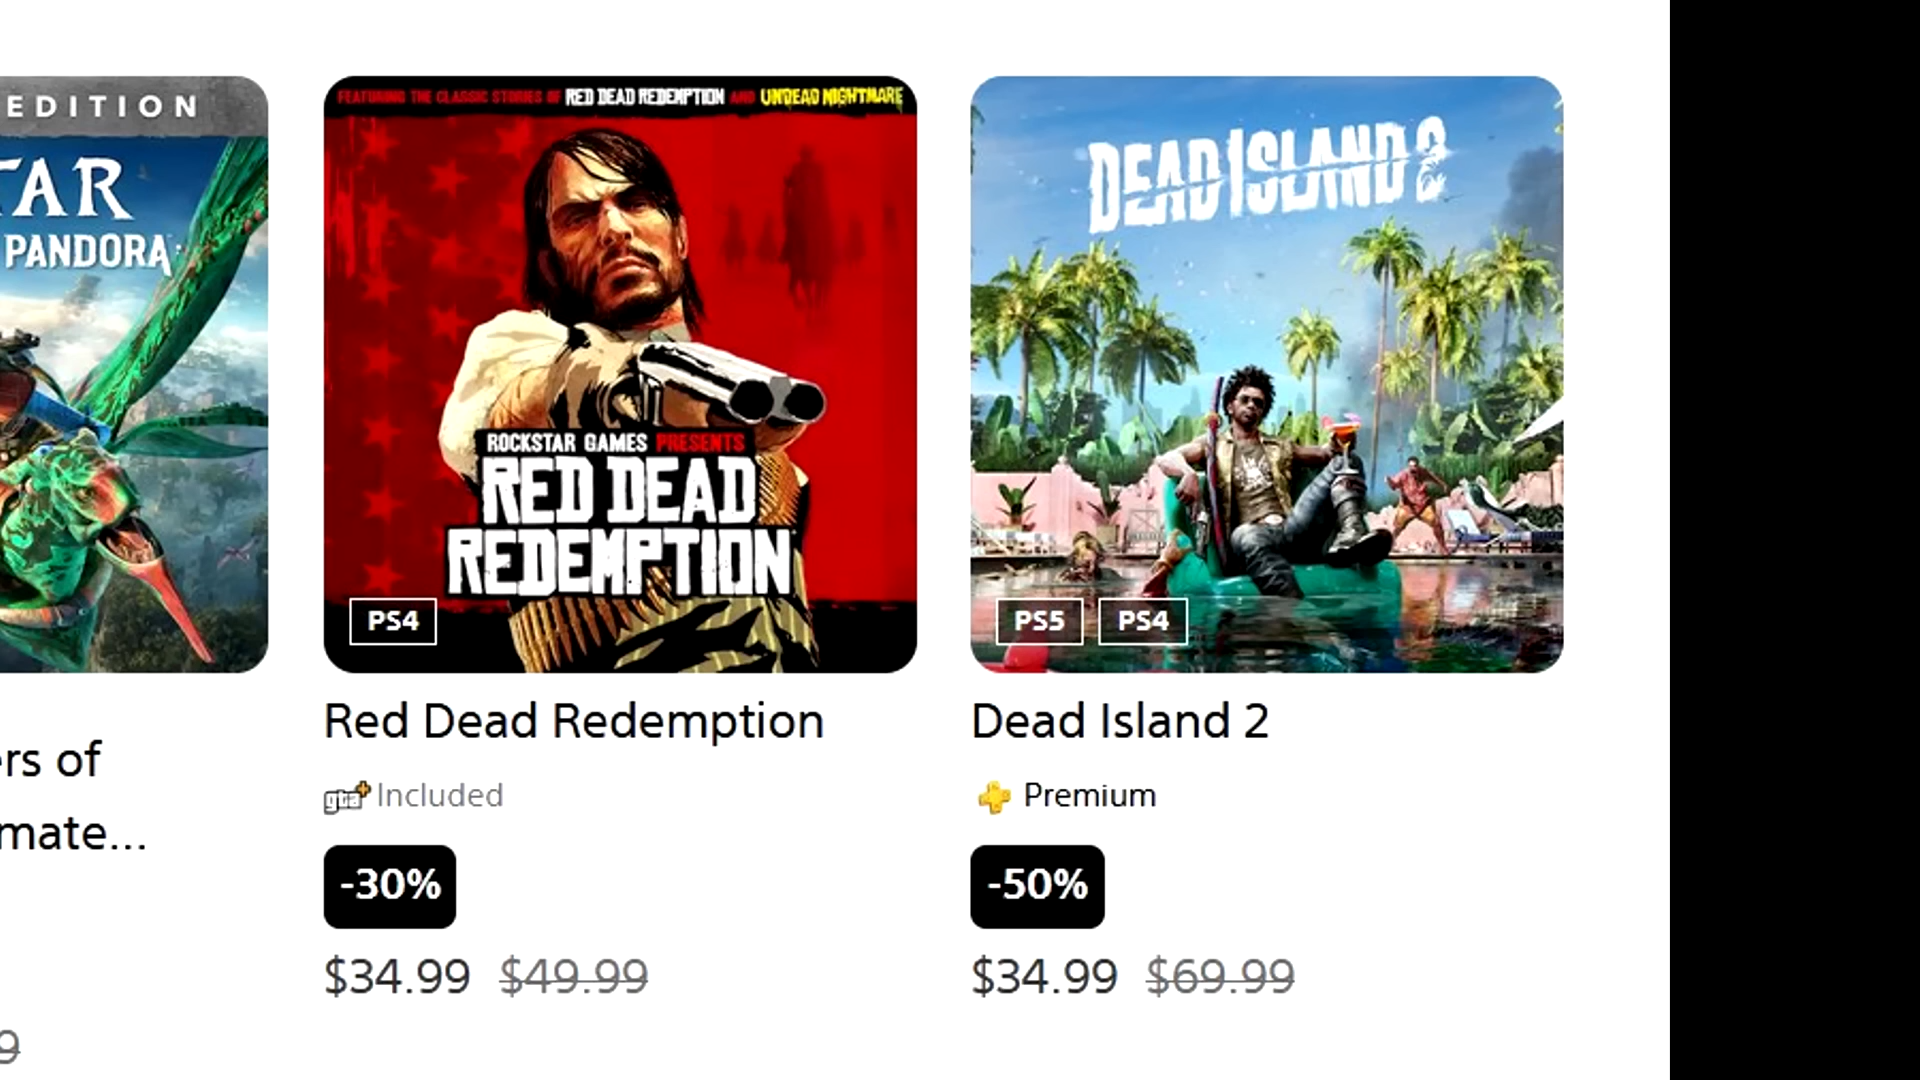 EDITION
TAR
PANDORA
ers of
mate...
9
FEATURING THE CLASSIC STORIES OF RED DEAD REDEMPTION AND UNDEAD NIGHTMARE
ROCKSTAR GAMES PRESENTS
RED DEAD
REDEMPTION
PS4
Red Dead Redemption
gta+ Included
-30%
$34.99 $49.99
DEAD ISLAND 2
PS5 PS4
Dead Island 2
Premium
-50%
$34.99 $69.99